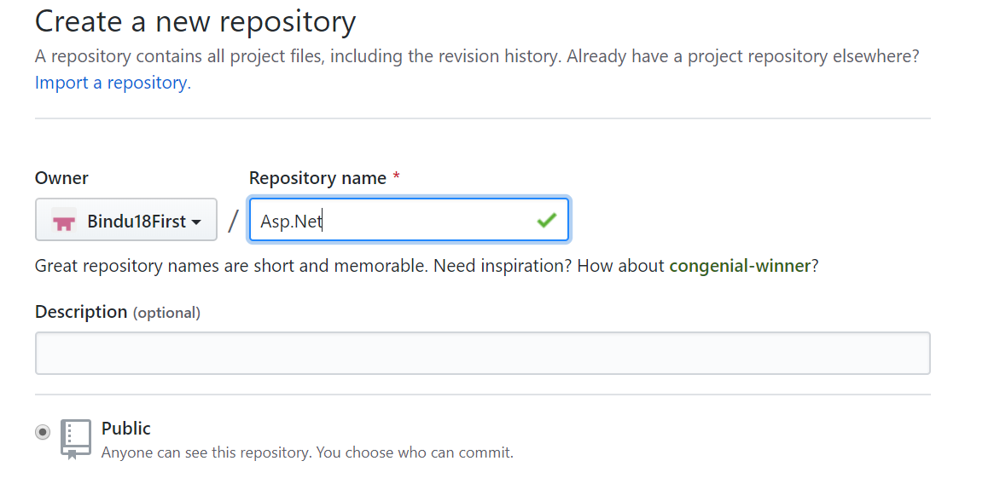 Create a new repository
A repository contains all project files, including the revision history. Already have a project repository elsewhere?
Import a repository.
Owner
Repository name *
Bindu18First / Asp.Net
Great repository names are short and memorable. Need inspiration? How about congenial-winner?
Description (optional)
Public
Anyone can see this repository. You choose who can commit.